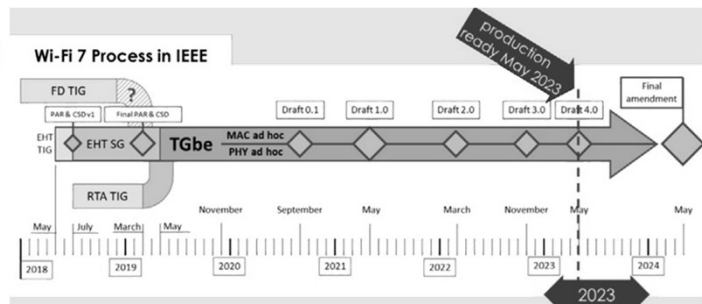 Wi-Fi 7 Process in IEEE
production
ready May 2023
FD TIG
?
Final
amendment
PAR & CSD v1
Final PAR & CSD
Draft 0.1
Draft 1.0
Draft 2.0
Draft 3.0
Draft 4.0
EHT
TIG
EHT SG
TGbe
MAC ad hoc
PHY ad hoc
RTA TIG
May
July
March
May
November
September
May
March
November
May
May
2018
2019
2020
2021
2022
2023
2024
2023